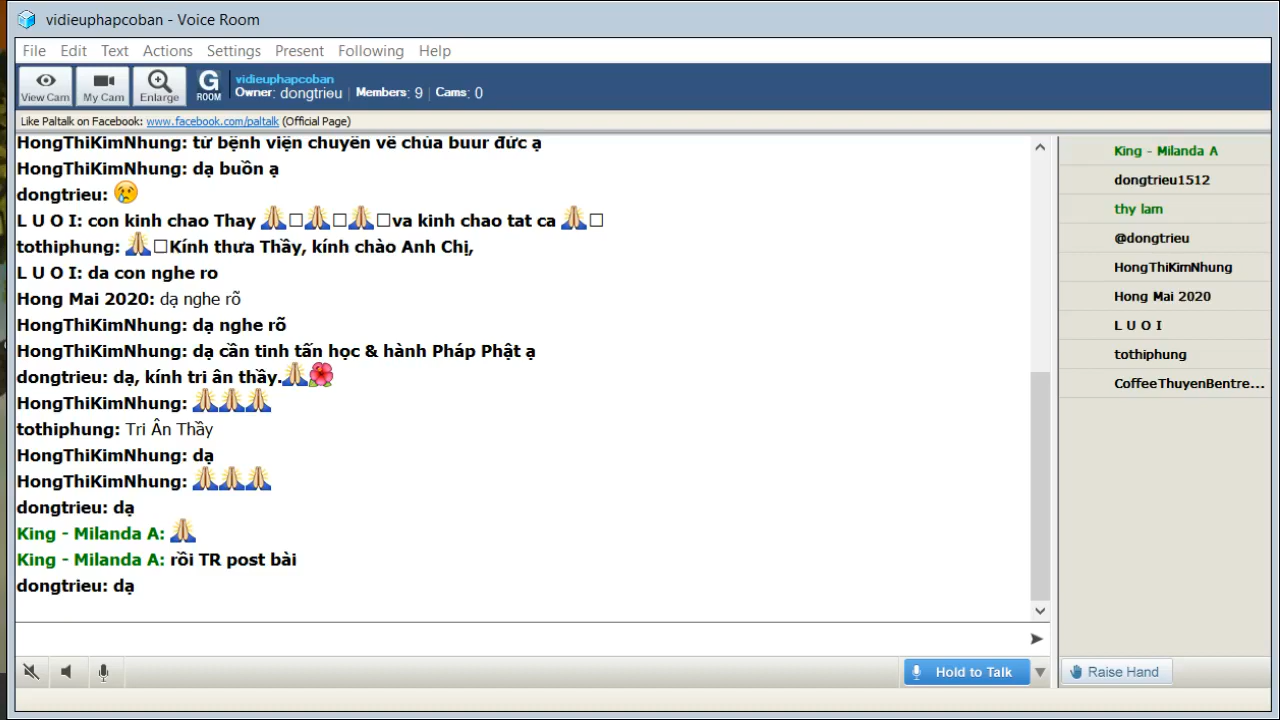 vidieuphapcoban - Voice Room
File Edit Text Actions Settings Present Following Help
View Cam My Cam Enlarge G ROOM
vidieuphapcoban
Owner: dongtrieu Members: 9 Cams: 0
Like Paltalk on Facebook: www.facebook.com/paltalk (Official Page)
HongThiKimNhung: từ bệnh viện chuyển về chùa buur đức ạ
HongThiKimNhung: dạ buồn ạ
dongtrieu: 😢
L U O I: con kinh chao Thay 🙏□🙏□🙏□va kinh chao tat ca 🙏□
tothiphung: 🙏□Kính thưa Thầy, kính chào Anh Chị,
L U O I: da con nghe ro
Hong Mai 2020: dạ nghe rõ
HongThiKimNhung: dạ nghe rõ
HongThiKimNhung: dạ cần tinh tấn học & hành Pháp Phật ạ
dongtrieu: dạ, kính tri ân thầy.🙏🌺
HongThiKimNhung: 🙏🙏🙏
tothiphung: Tri Ân Thầy
HongThiKimNhung: dạ
HongThiKimNhung: 🙏🙏🙏
dongtrieu: dạ
King - Milanda A: 🙏
King - Milanda A: rồi TR post bài
dongtrieu: dạ
King - Milanda A
dongtrieu1512
thy lam
@dongtrieu
HongThiKimNhung
Hong Mai 2020
L U O I
tothiphung
CoffeeThuyenBentre...
Hold to Talk
Raise Hand